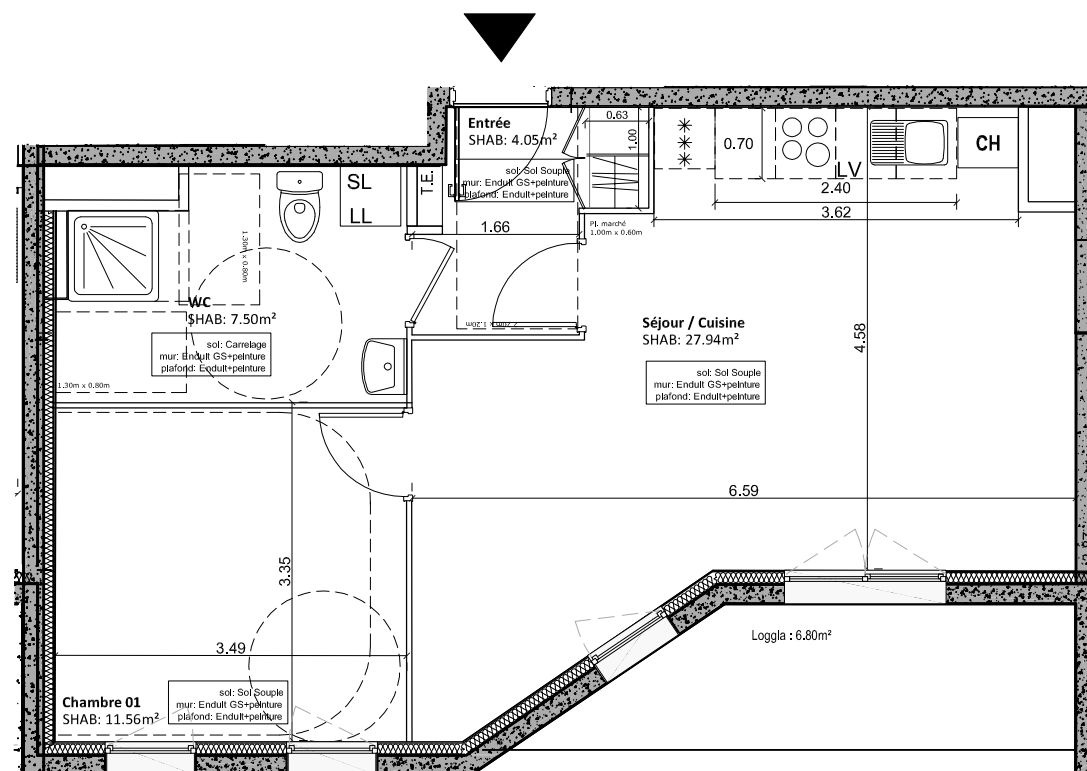 Entrée
SHAB: 4.05m²
sol: Sol Souple
mur: Enduit GS+peinture
plafond: Enduit+peinture
0.63
1.00
Pl. marché
1.00m x 0.60m
0.70
LV
CH
2.40
3.62
SL
LL
T.E.
1.66
1.30m x 0.80m
WC
SHAB: 7.50m²
sol: Carrelage
mur: Enduit GS+peinture
plafond: Enduit+peinture
1.30m x 0.80m
Séjour / Cuisine
SHAB: 27.94m²
sol: Sol Souple
mur: Enduit GS+peinture
plafond: Enduit+peinture
4.58
6.59
3.35
3.49
Chambre 01
SHAB: 11.56m²
sol: Sol Souple
mur: Enduit GS+peinture
plafond: Enduit+peinture
Loggia : 6.80m²